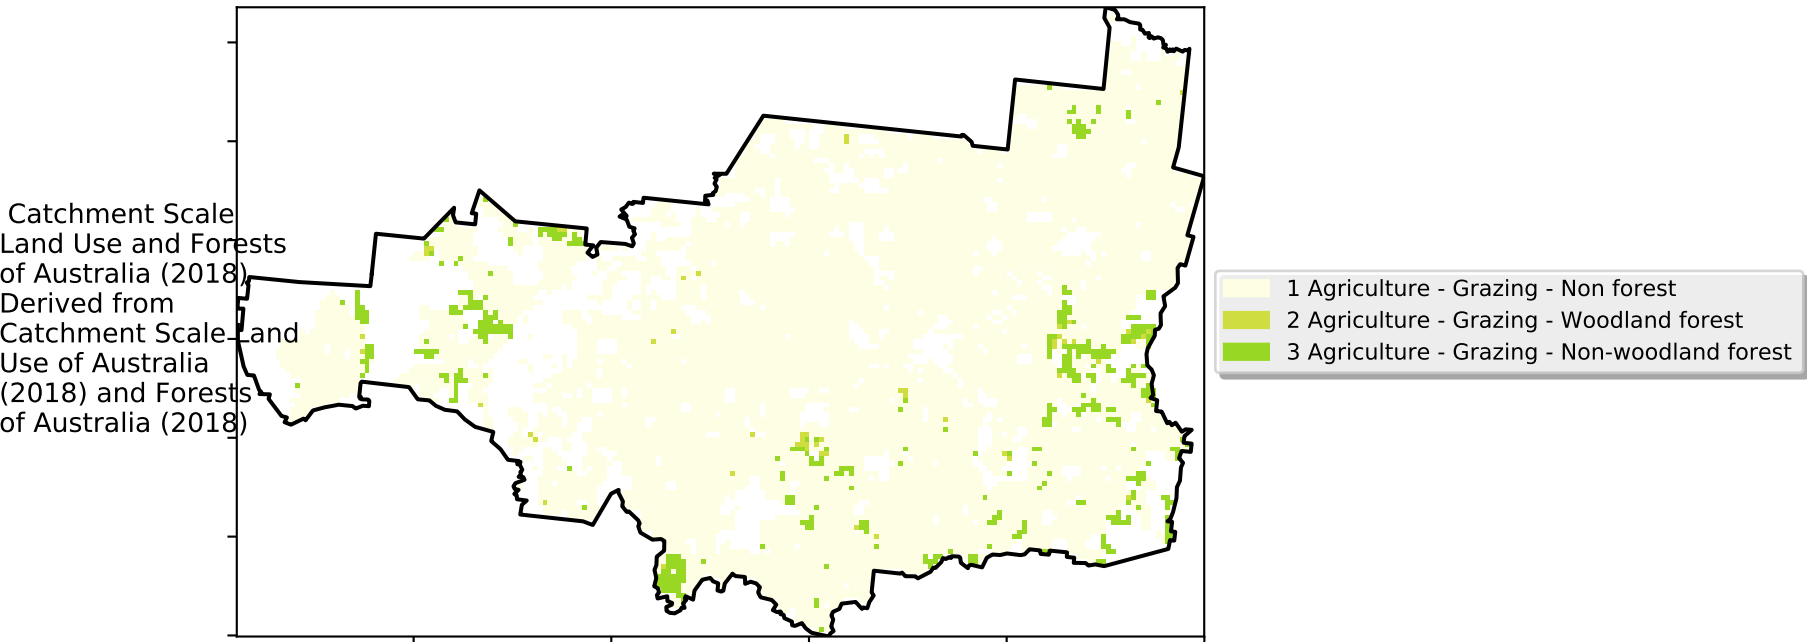 Catchment Scale
Land Use and Forests
of Australia (2018)
Derived from
Catchment Scale Land
Use of Australia
(2018) and Forests
of Australia (2018)
1 Agriculture - Grazing - Non forest
2 Agriculture - Grazing - Woodland forest
3 Agriculture - Grazing - Non-woodland forest